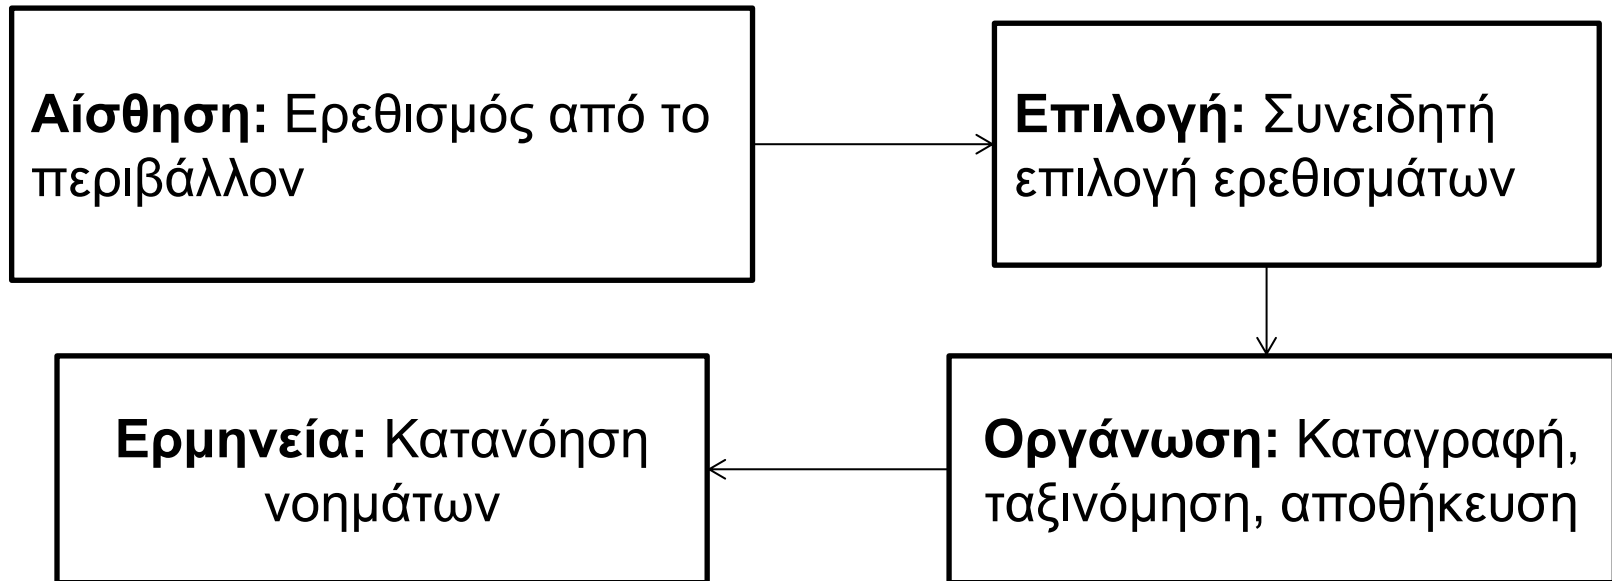 Αίσθηση: Ερεθισμός από το
περιβάλλον
Επιλογή: Συνειδητή
επιλογή ερεθισμάτων
Οργάνωση: Καταγραφή,
ταξινόμηση, αποθήκευση
Ερμηνεία: Κατανόηση
νοημάτων